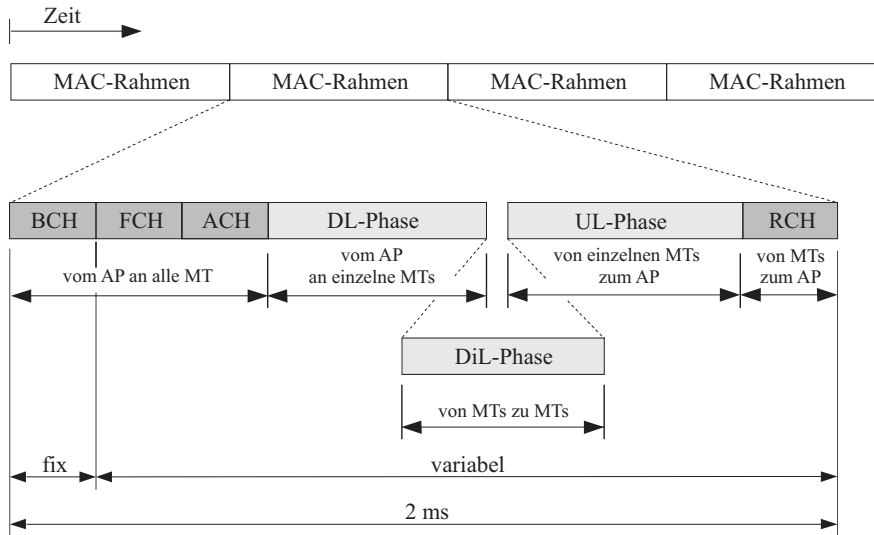 Zeit
MAC-Rahmen MAC-Rahmen MAC-Rahmen MAC-Rahmen
BCH FCH ACH DL-Phase UL-Phase RCH
vom AP an alle MT
vom AP
an einzelne MTs
von einzelnen MTs
zum AP
von MTs
zum AP
DiL-Phase
von MTs zu MTs
fix variabel
2 ms